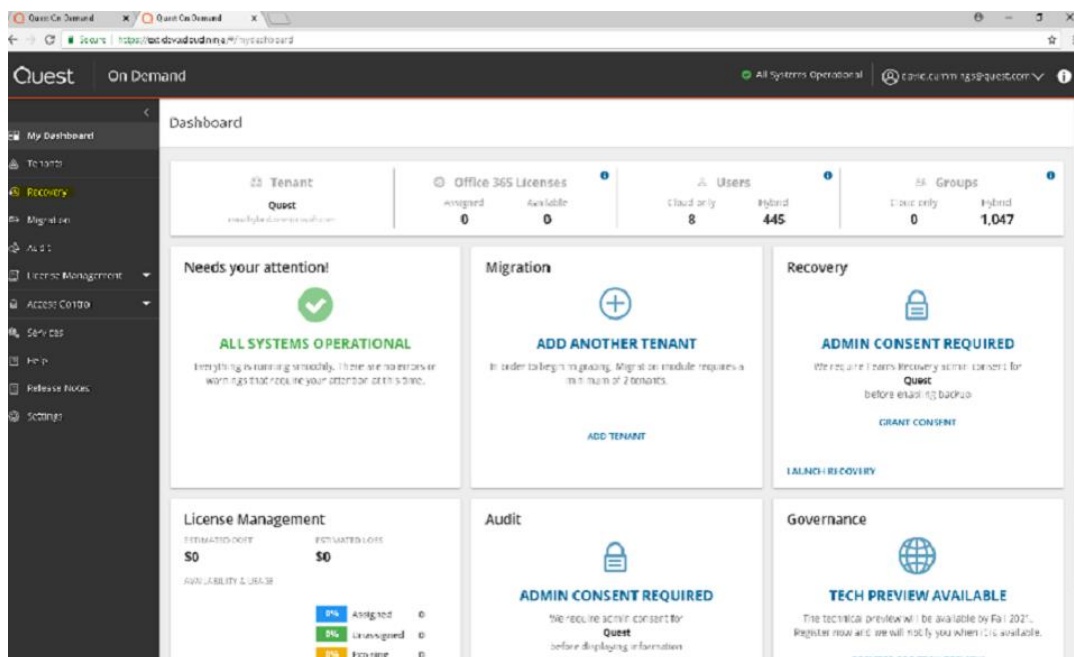 Quest On Demand
Quest On Demand
Secure
Quest
On Demand
All Systems Operational
My Dashboard
Tenants
Recovery
Migration
Audit
License Management
Access Control
Services
Help
Release Notes
Settings
Dashboard
Tenant
Quest
Office 365 Licenses
Assigned Available
0 0
Users
Cloud only Hybrid
8 445
Groups
Cloud only Hybrid
0 1,047
Needs your attention!
ALL SYSTEMS OPERATIONAL
Everything is running smoothly. There are no errors or
warnings that require your attention at this time.
Migration
ADD ANOTHER TENANT
In order to begin migrating, Migration module requires a
minimum of 2 tenants.
ADD TENANT
Recovery
ADMIN CONSENT REQUIRED
We require Teams Recovery admin consent for
Quest
before enabling backup
GRANT CONSENT
LAUNCH RECOVERY
License Management
ESTIMATED COST ESTIMATED LOSS
$0 $0
AVAILABILITY & USAGE
0% Assigned 0
0% Unassigned 0
0% Expiring 0
Audit
ADMIN CONSENT REQUIRED
We require admin consent for
Quest
before displaying information
Governance
TECH PREVIEW AVAILABLE
The technical preview will be available by Fall 2021.
Register now and we will notify you when it is available.